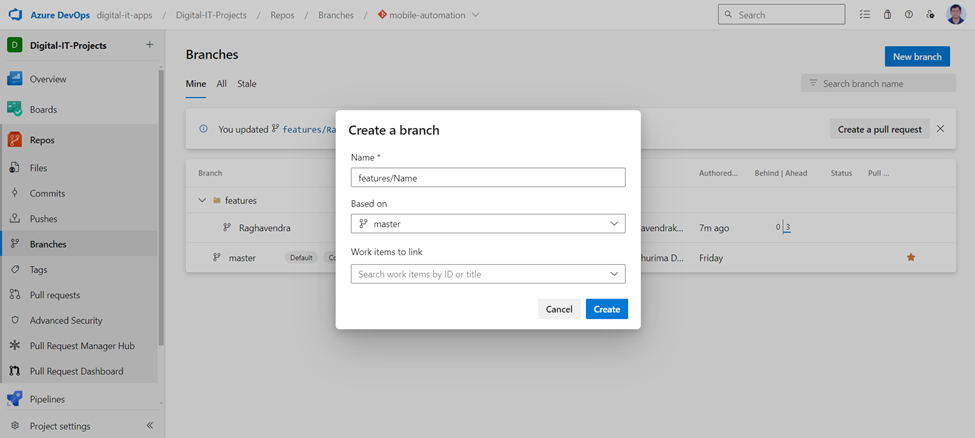 Azure DevOps digital-it-apps / Digital-IT-Projects / Repos / Branches / mobile-automation Search
D Digital-IT-Projects +
Overview
Boards
Repos
Files
Commits
Pushes
Branches
Tags
Pull requests
Advanced Security
Pull Request Manager Hub
Pull Request Dashboard
Pipelines
Project settings
Branches
New branch
Mine All Stale
Search branch name
You updated features/Ra
Create a pull request
Branch Authored... Behind | Ahead Status Pull ...
features
Raghavendra avendrak... 7m ago 0 3
master Default Co hurima D... Friday
Create a branch
Name *
features/Name
Based on
master
Work items to link
Search work items by ID or title
Cancel Create